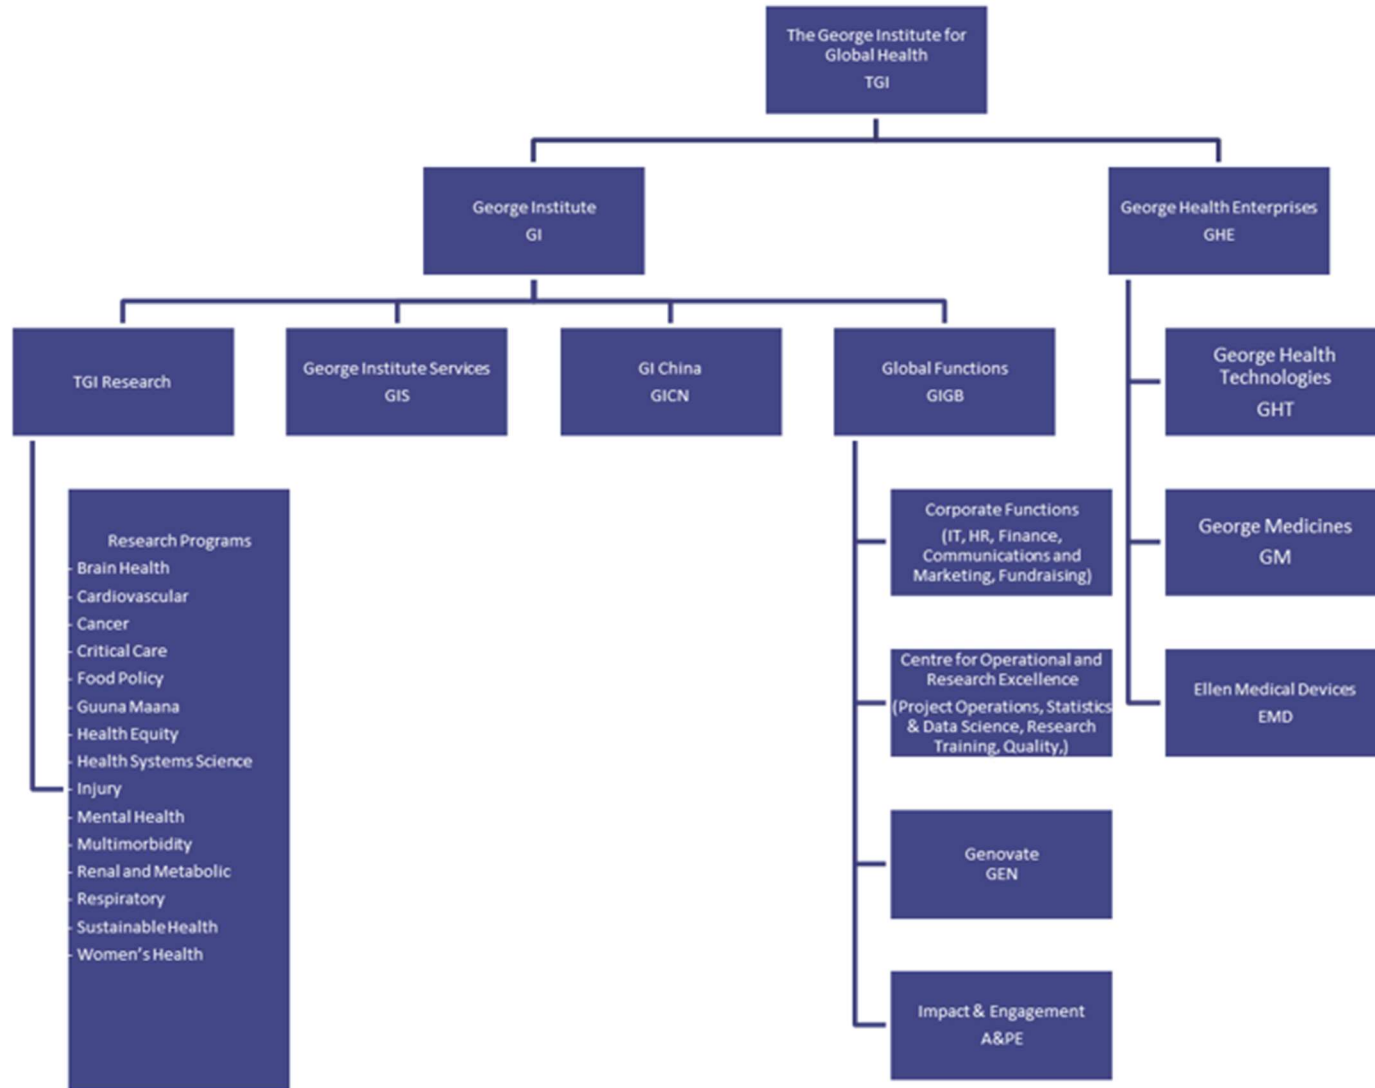 The George Institute for
Global Health
TGI
George Institute
GI
George Health Enterprises
GHE
TGI Research
George Institute Services
GIS
GI China
GICN
Global Functions
GIGB
George Health
Technologies
GHT
Research Programs
- Brain Health
- Cardiovascular
- Cancer
- Critical Care
- Food Policy
- Guuna Maana
- Health Equity
- Health Systems Science
- Injury
- Mental Health
- Multimorbidity
- Renal and Metabolic
- Respiratory
- Sustainable Health
- Women's Health
Corporate Functions
(IT, HR, Finance,
Communications and
Marketing, Fundraising)
Centre for Operational and
Research Excellence
(Project Operations, Statistics
& Data Science, Research
Training, Quality,)
Genovate
GEN
Impact & Engagement
A&PE
George Medicines
GM
Ellen Medical Devices
EMD